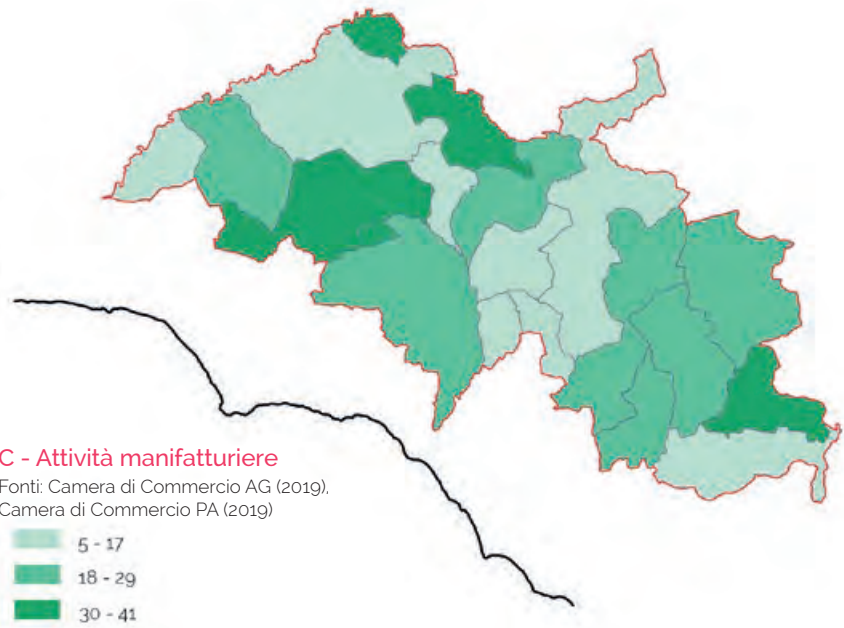 C - Attività manifatturiere
Fonti: Camera di Commercio AG (2019),
Camera di Commercio PA (2019)
5 - 17
18 - 29
30 - 41